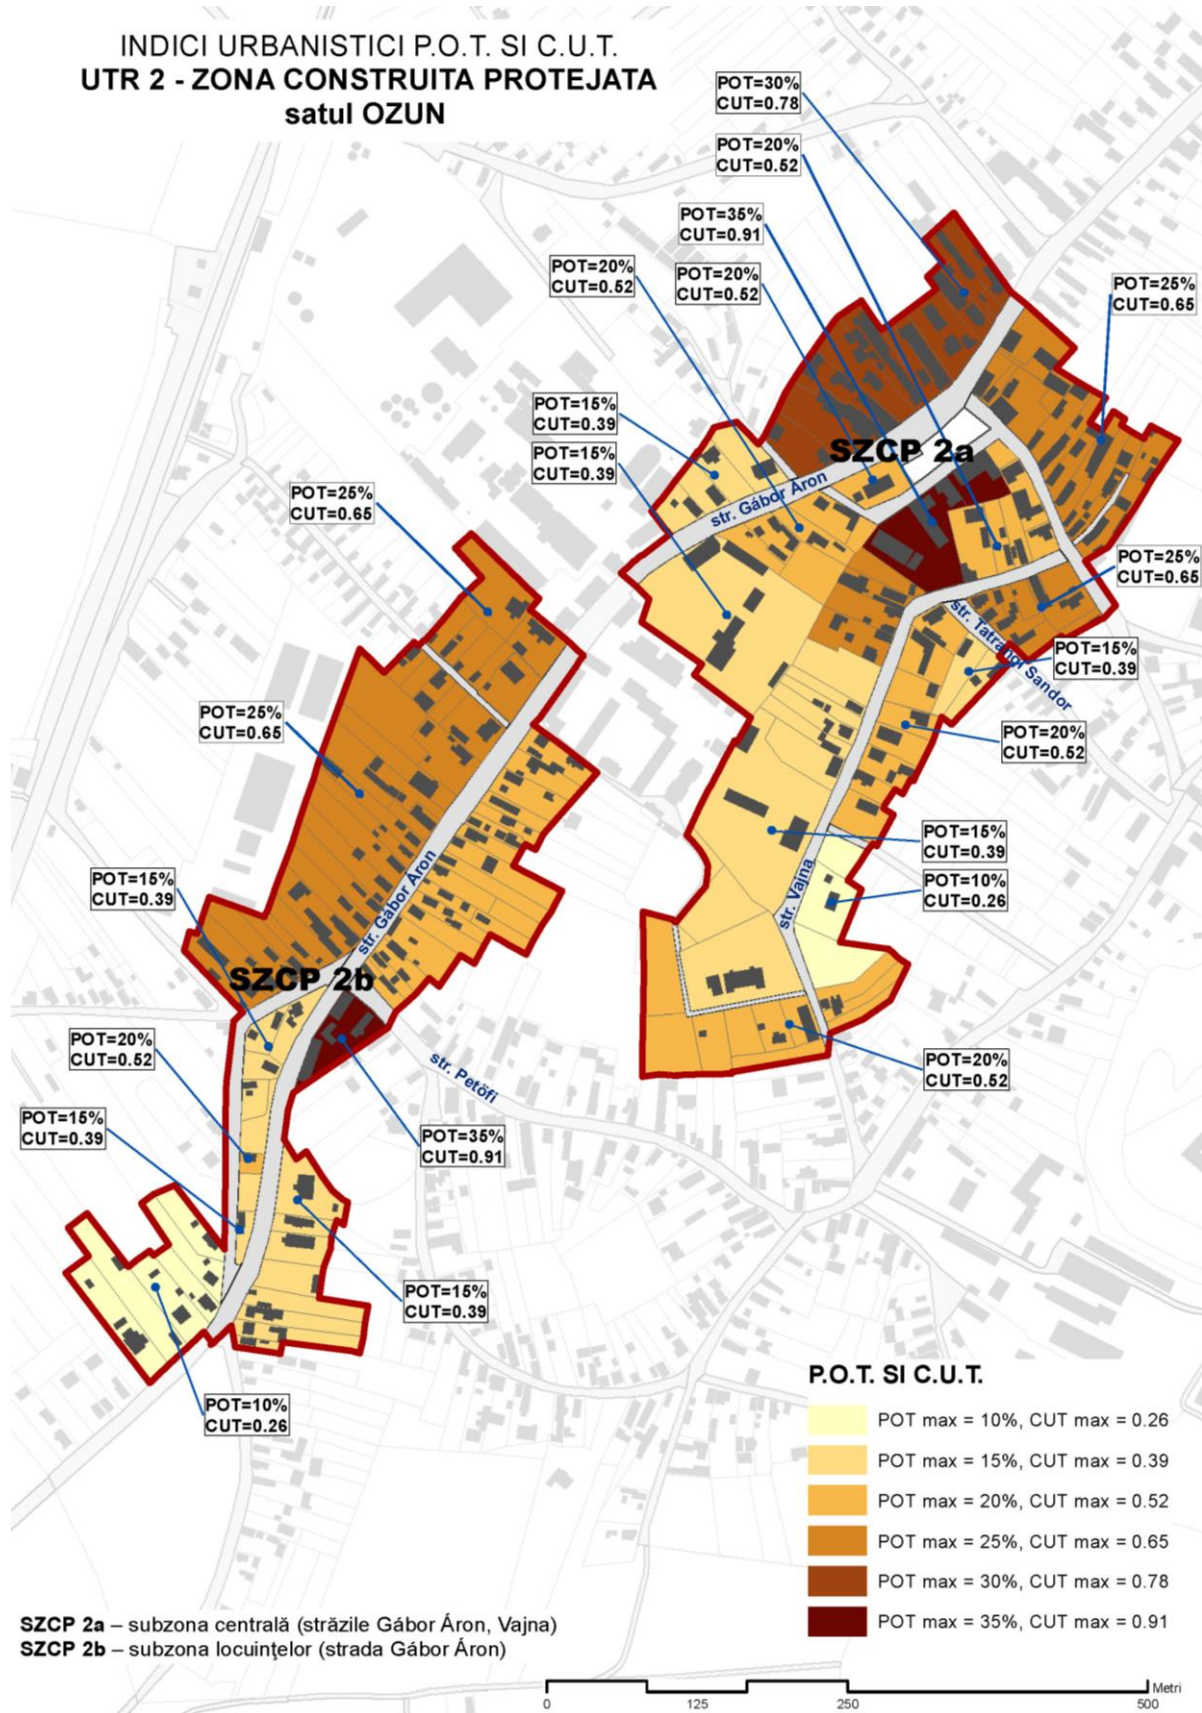 INDICI URBANISTICI P.O.T. SI C.U.T.
UTR 2 - ZONA CONSTRUITA PROTEJATA
satul OZUN
POT=30%
CUT=0.78
POT=20%
CUT=0.52
POT=35%
CUT=0.91
POT=20%
CUT=0.52
POT=20%
CUT=0.52
POT=25%
CUT=0.65
POT=15%
CUT=0.39
POT=15%
CUT=0.39
SZCP 2a
str. Gábor Áron
POT=25%
CUT=0.65
POT=25%
CUT=0.65
str. Tatrangi Sandor
POT=15%
CUT=0.39
POT=25%
CUT=0.65
POT=20%
CUT=0.52
POT=15%
CUT=0.39
POT=15%
CUT=0.39
POT=10%
CUT=0.26
str. Vajna
str. Gábor Áron
SZCP 2b
POT=20%
CUT=0.52
POT=20%
CUT=0.52
str. Petöfi
POT=15%
CUT=0.39
POT=35%
CUT=0.91
POT=15%
CUT=0.39
POT=10%
CUT=0.26
P.O.T. SI C.U.T.
POT max = 10%, CUT max = 0.26
POT max = 15%, CUT max = 0.39
POT max = 20%, CUT max = 0.52
POT max = 25%, CUT max = 0.65
POT max = 30%, CUT max = 0.78
POT max = 35%, CUT max = 0.91
SZCP 2a – subzona centrală (străzile Gábor Áron, Vajna)
SZCP 2b – subzona locuinţelor (strada Gábor Áron)
Metri
0 125 250 500